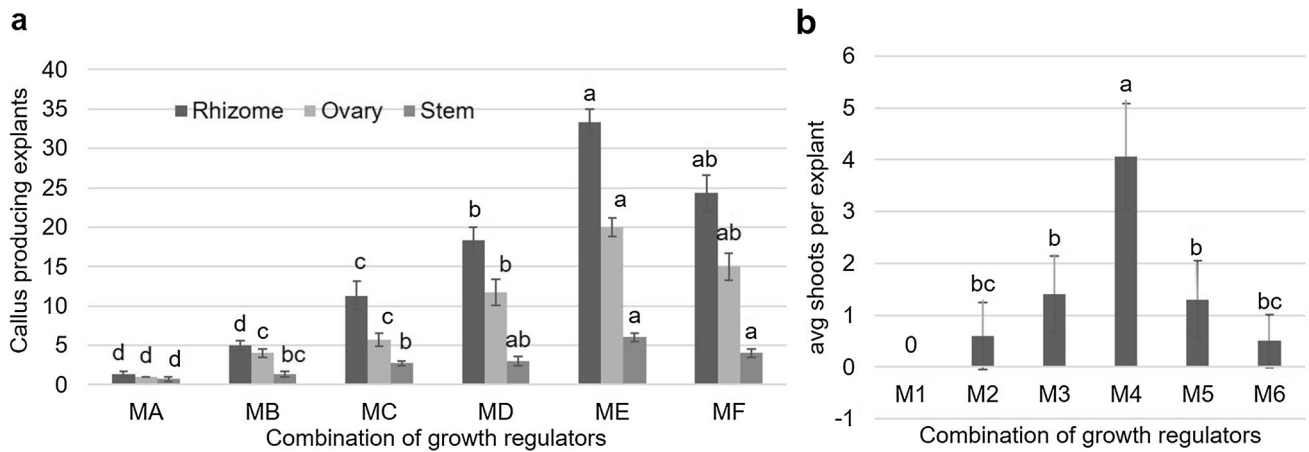 a
Callus producing explants
40
35
30
25
20
15
10
5
0
Rhizome Ovary Stem
d d d
d c bc
c c b
b b ab
a a a
ab ab a
MA MB MC MD ME MF
Combination of growth regulators
b
avg shoots per explant
6
5
4
3
2
1
0
-1
0 bc b a b bc
M1 M2 M3 M4 M5 M6
Combination of growth regulators